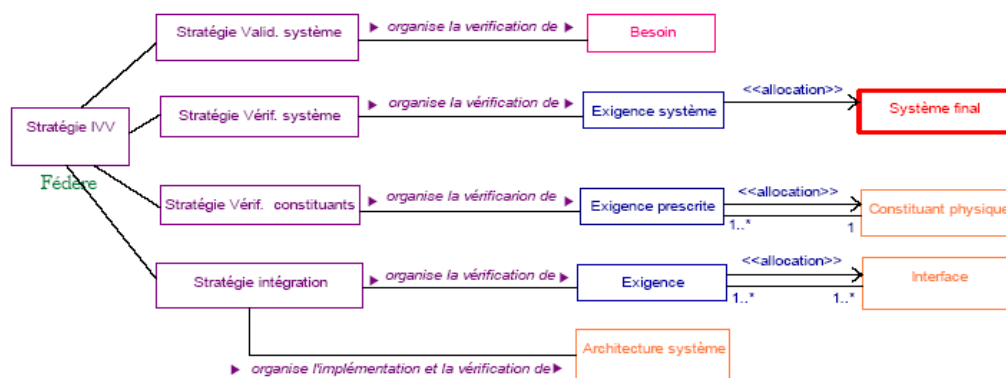 Stratégie Valid. système
▶ organise la verification de ▶
Besoin
Stratégie IVV
Fédère
Stratégie Vérif. système
▶ organise la vérification de ▶
Exigence système
<<allocation>>
Système final
Stratégie Vérif. constituants
▶ organise la vérificarion de ▶
Exigence prescrite
<<allocation>>
1..*
1
Constituant physique
Stratégie intégration
▶ organise la vérification de ▶
Exigence
<<allocation>>
1..*
1..*
Interface
Architecture système
▶ organise l'implémentation et la vérification de ▶